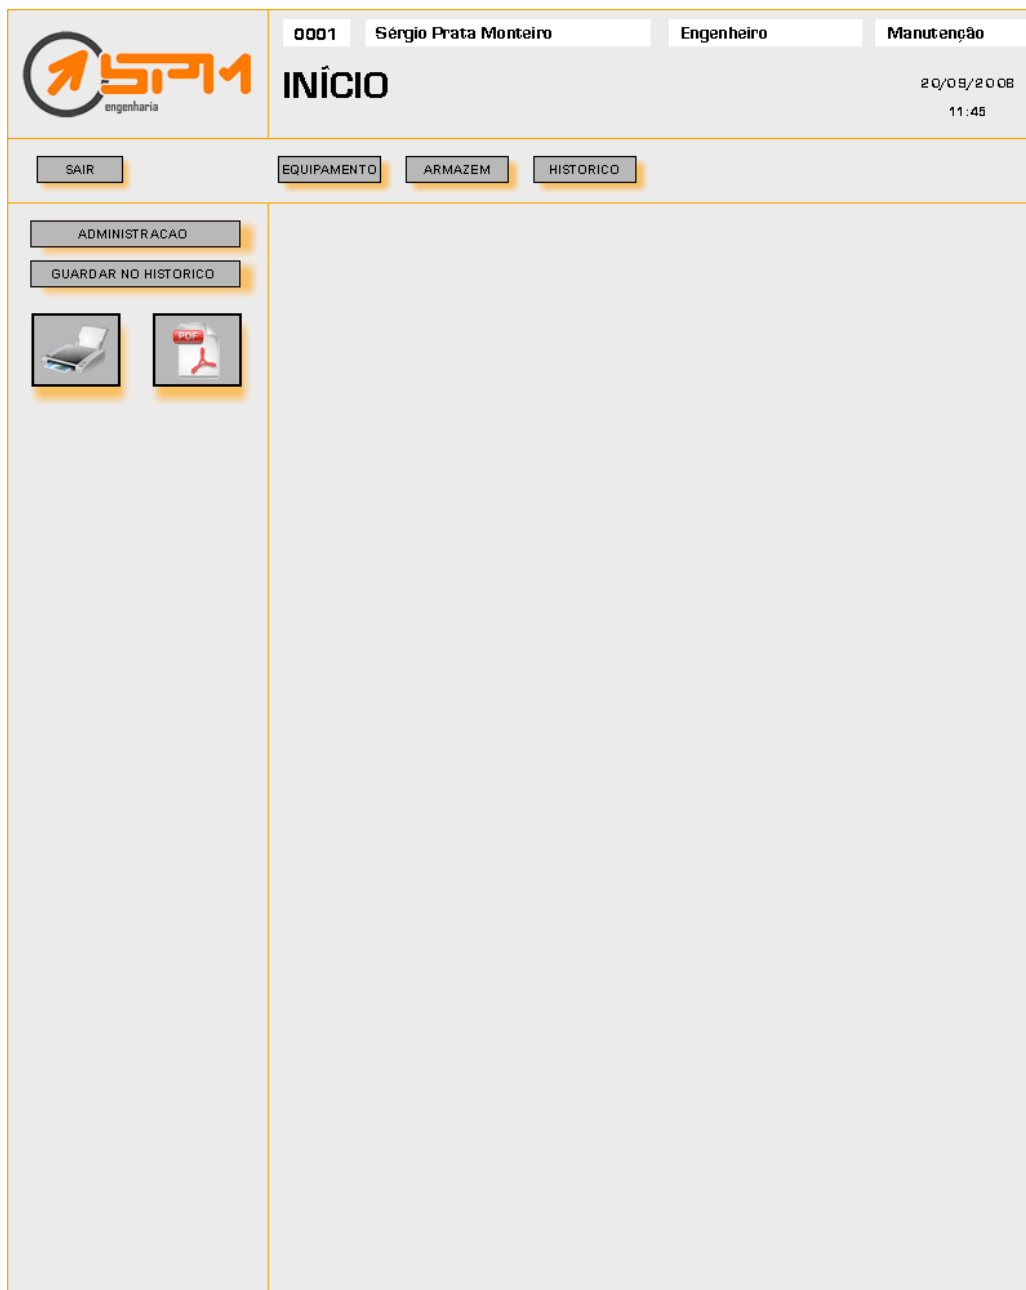 0001 Sérgio Prata Monteiro Engenheiro Manutenção
SPM
engenharia
INÍCIO
20/09/2008
11:45
SAIR EQUIPAMENTO ARMAZEM HISTORICO
ADMINISTRACAO
GUARDAR NO HISTORICO
PDF